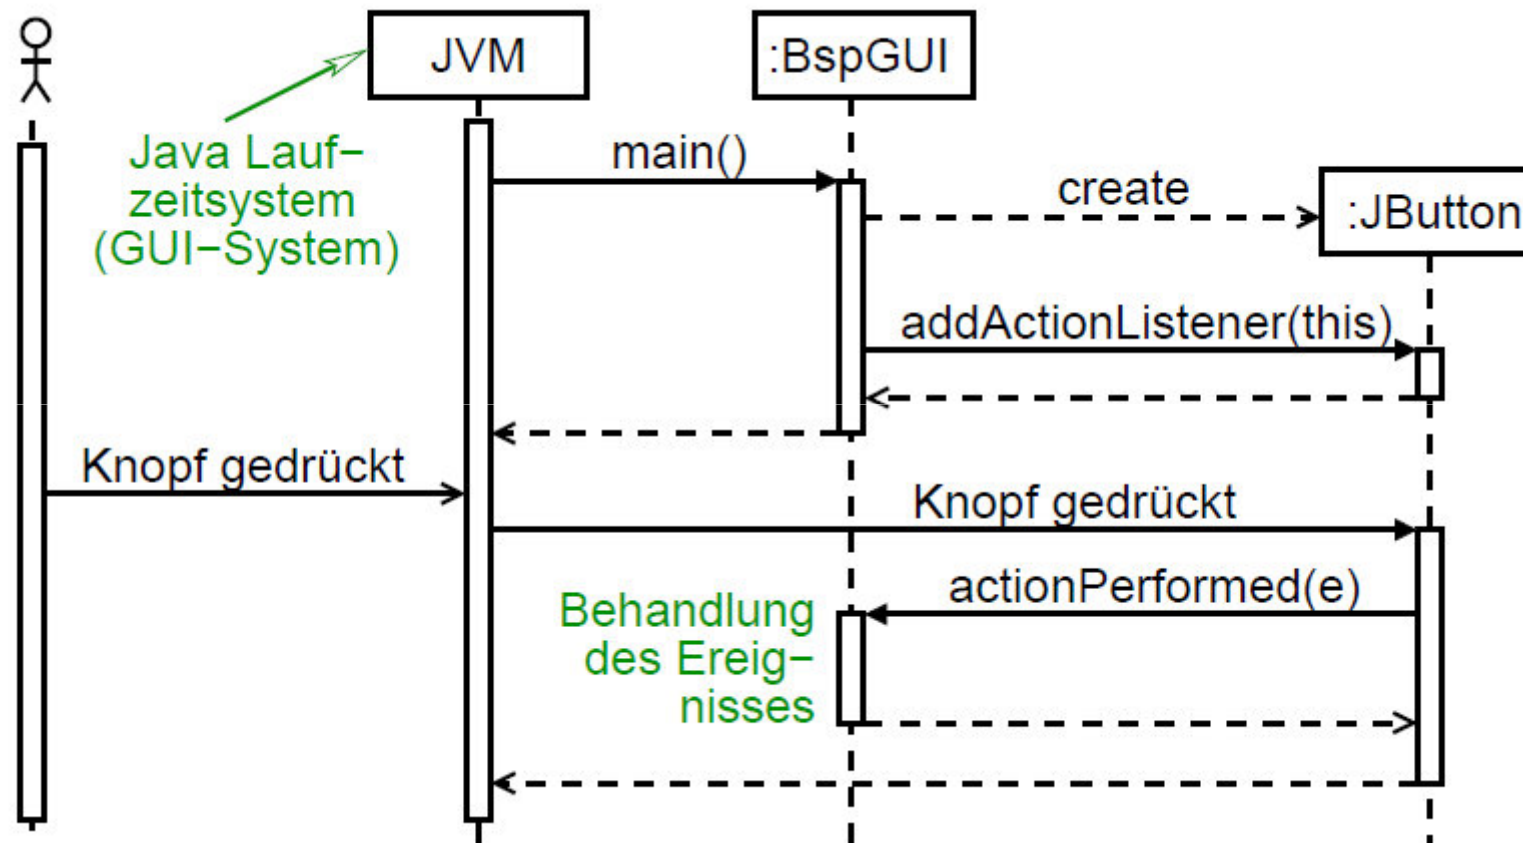 JVM
:BspGUI
Java Lauf–
zeitsystem
(GUI–System)
main()
create
:JButton
addActionListener(this)
Knopf gedrückt
Knopf gedrückt
actionPerformed(e)
Behandlung
des Ereig–
nisses